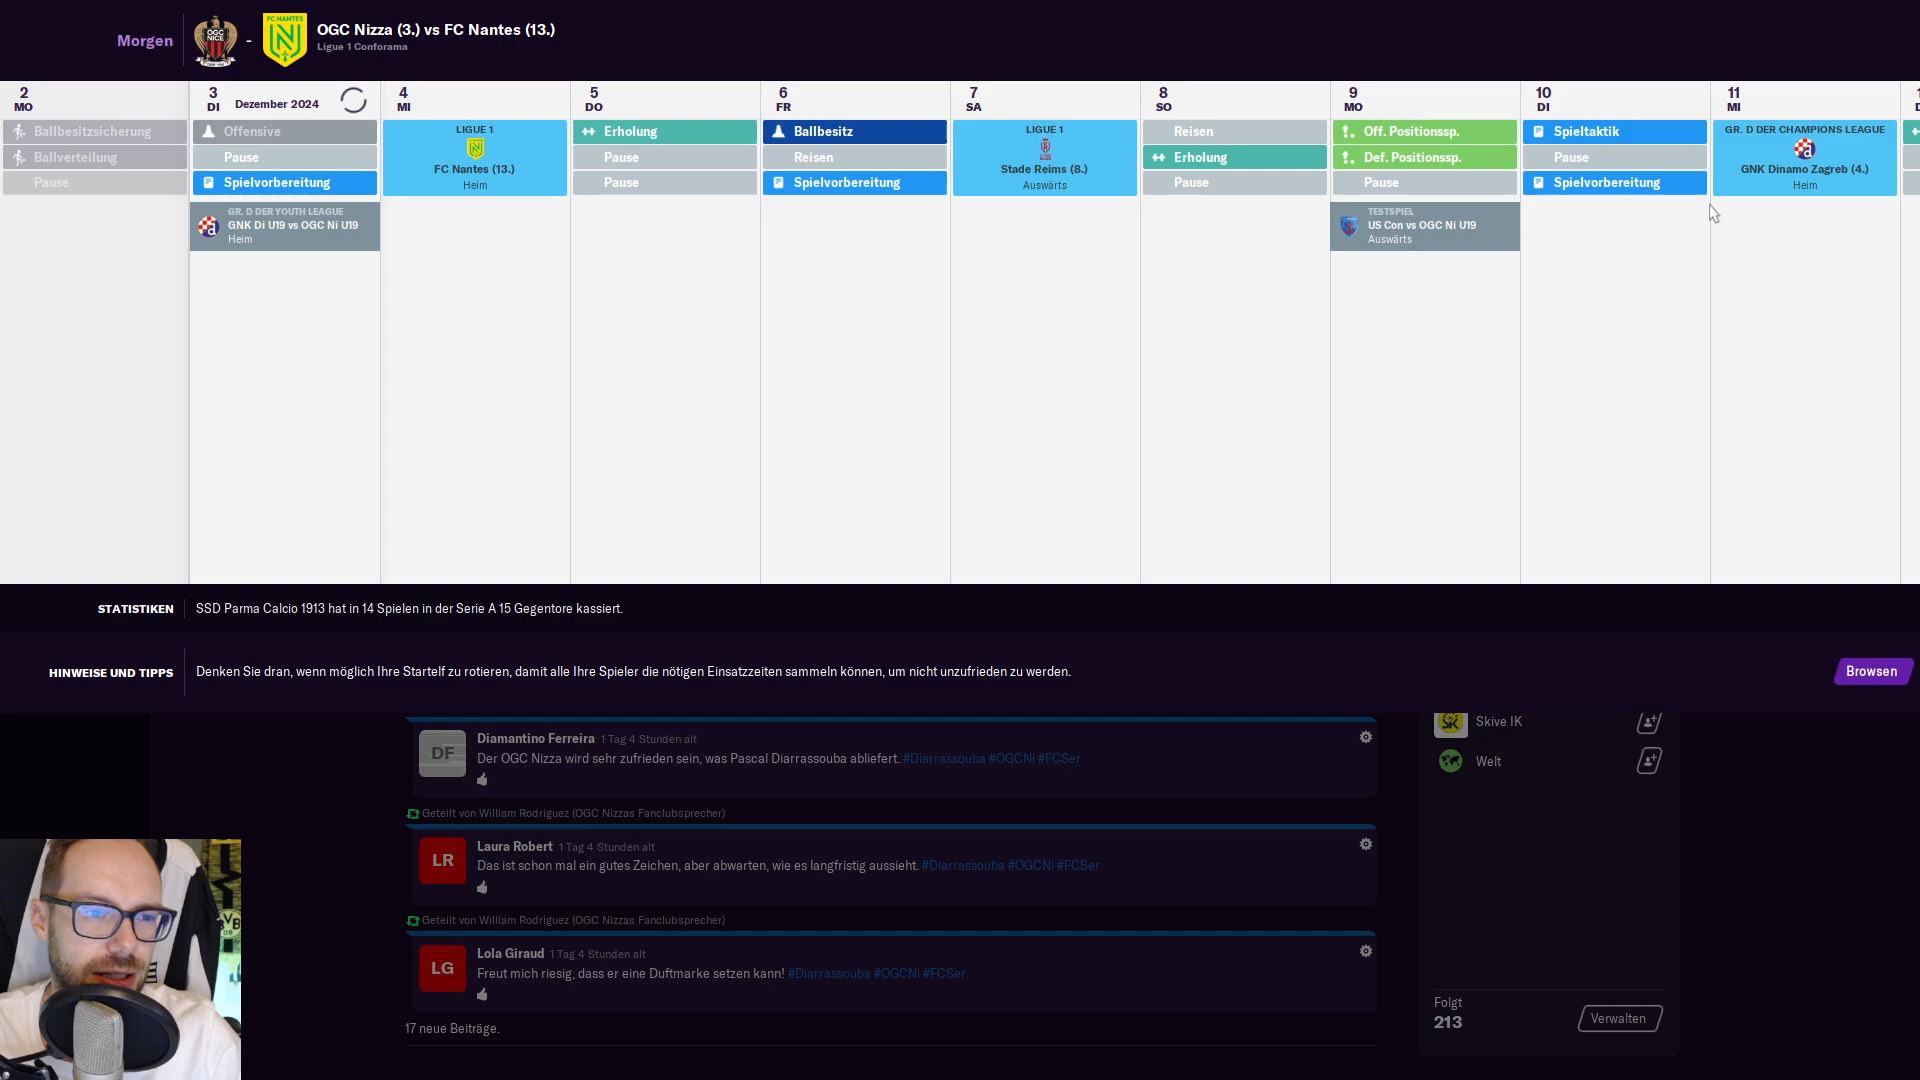 Morgen
OGC Nizza (3.) vs FC Nantes (13.)
Ligue 1 Conforama
2
MO
Ballbesitzsicherung
Ballverteilung
Pause
3
DI
Dezember 2024
Offensive
Pause
Spielvorbereitung
GR. D DER YOUTH LEAGUE
GNK Di U19 vs OGC Ni U19
Heim
4
MI
LIGUE 1
FC Nantes (13.)
Heim
5
DO
Erholung
Pause
Pause
6
FR
Ballbesitz
Reisen
Spielvorbereitung
7
SA
LIGUE 1
Stade Reims (8.)
Auswärts
8
SO
Reisen
Erholung
Pause
9
MO
Off. Positionssp.
Def. Positionssp.
Pause
TESTSPIEL
US Con vs OGC Ni U19
Auswärts
10
DI
Spieltaktik
Pause
Spielvorbereitung
11
MI
GR. D DER CHAMPIONS LEAGUE
GNK Dinamo Zagreb (4.)
Heim
STATISTIKEN
SSD Parma Calcio 1913 hat in 14 Spielen in der Serie A 15 Gegentore kassiert.
HINWEISE UND TIPPS
Denken Sie dran, wenn möglich Ihre Startelf zu rotieren, damit alle Ihre Spieler die nötigen Einsatzzeiten sammeln können, um nicht unzufrieden zu werden.
Browsen
DF
Diamantino Ferreira 1 Tag 4 Stunden alt
Der OGC Nizza wird sehr zufrieden sein, was Pascal Diarrassouba abliefert. #Diarrassouba #OGCNi #FCSer
Geteilt von William Rodriguez (OGC Nizzas Fanclubsprecher)
LR
Laura Robert 1 Tag 4 Stunden alt
Das ist schon mal ein gutes Zeichen, aber abwarten, wie es langfristig aussieht. #Diarrassouba #OGCNi #FCSer
Geteilt von William Rodriguez (OGC Nizzas Fanclubsprecher)
LG
Lola Giraud 1 Tag 4 Stunden alt
Freut mich riesig, dass er eine Duftmarke setzen kann! #Diarrassouba #OGCNi #FCSer
17 neue Beiträge.
Skive IK
Welt
Folgt
213
Verwalten